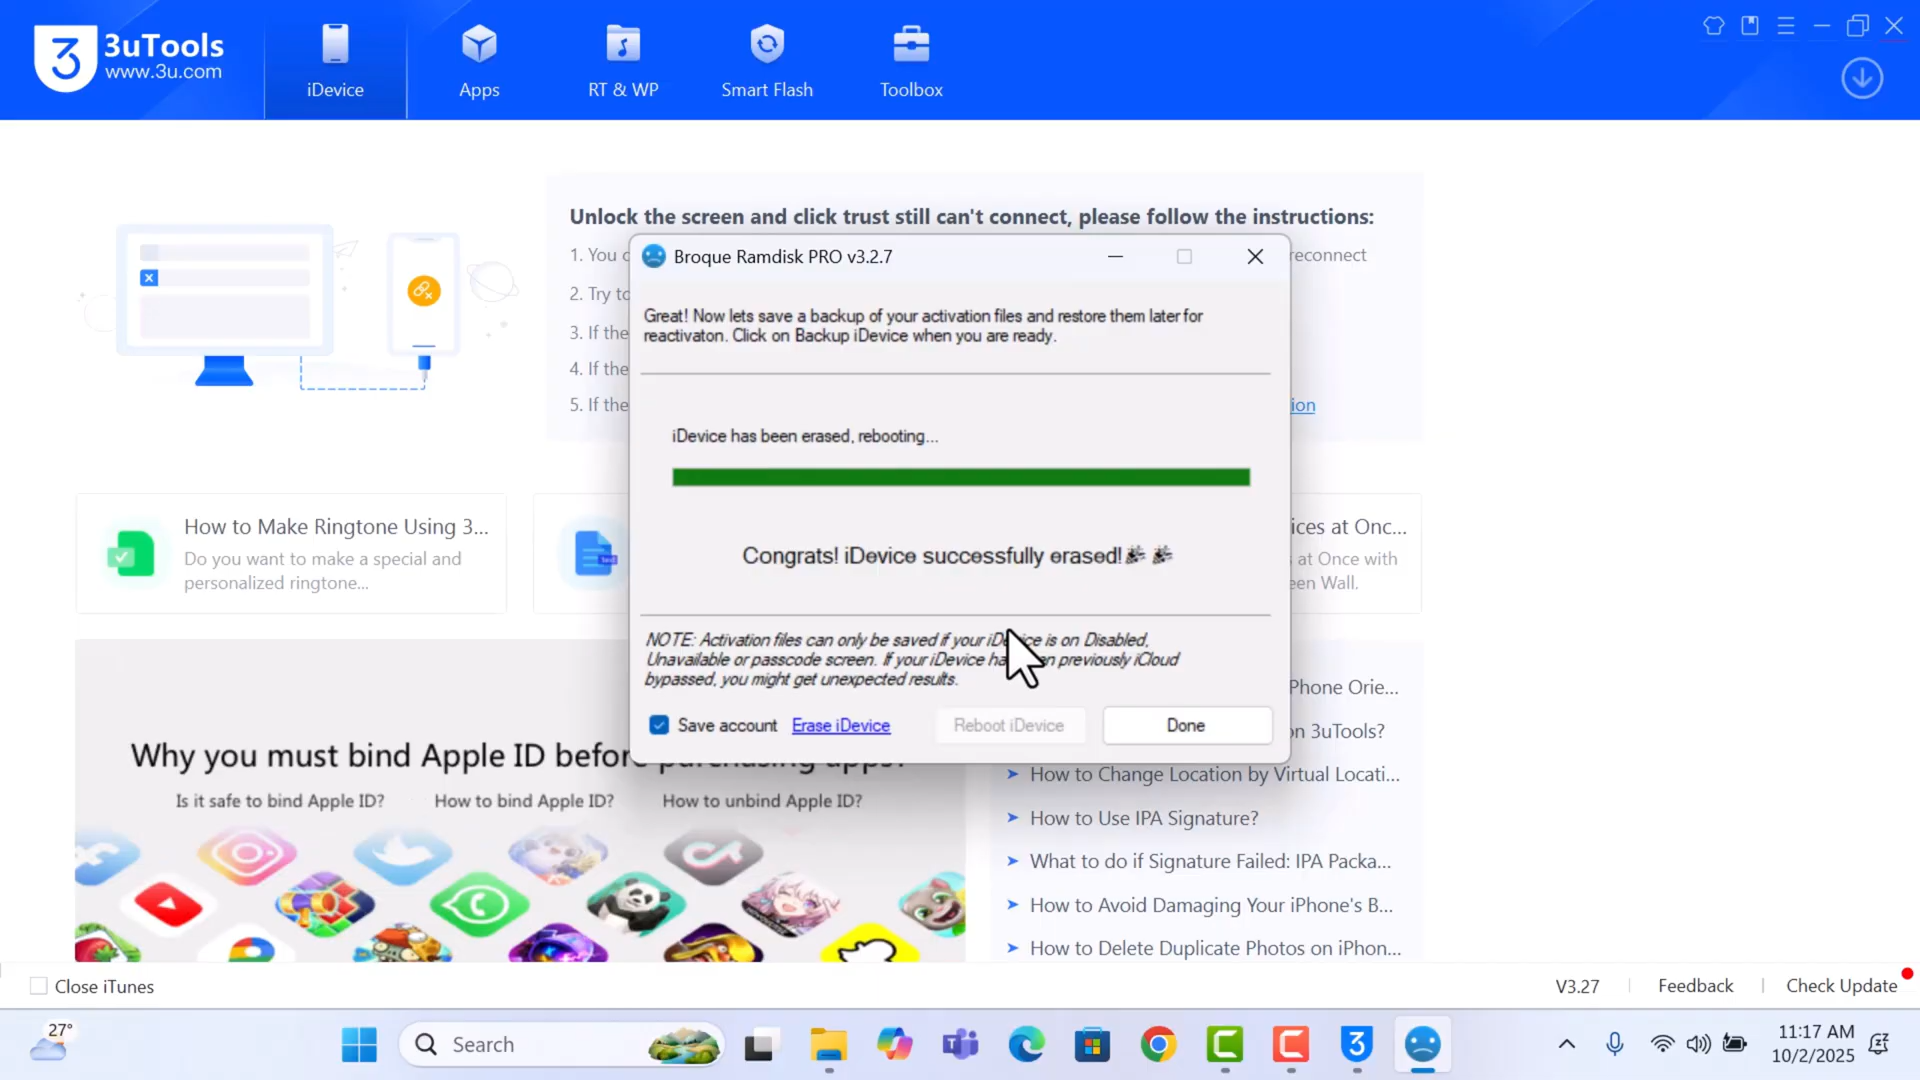 3uTools
www.3u.com
iDevice
Apps
RT & WP
Smart Flash
Toolbox
Unlock the screen and click trust still can't connect, please follow the instructions:
1. You
reconnect
2. Try to
3. If the
4. If the
5. If the
ion
Broque Ramdisk PRO v3.2.7
Great! Now lets save a backup of your activation files and restore them later for
reactivaton. Click on Backup iDevice when you are ready.
iDevice has been erased, rebooting...
Congrats! iDevice successfully erased!
NOTE: Activation files can only be saved if your iDevice is on Disabled,
Unavailable or passcode screen. If your iDevice ha en previously iCloud
bypassed, you might get unexpected results.
Save account
Erase iDevice
Reboot iDevice
Done
How to Make Ringtone Using 3...
Do you want to make a special and
personalized ringtone...
ices at Onc...
at Once with
een Wall.
Why you must bind Apple ID before purchasing apps?
Is it safe to bind Apple ID?
How to bind Apple ID?
How to unbind Apple ID?
Phone Orie...
on 3uTools?
How to Change Location by Virtual Locati...
How to Use IPA Signature?
What to do if Signature Failed: IPA Packa...
How to Avoid Damaging Your iPhone's B...
How to Delete Duplicate Photos on iPhon...
Close iTunes
V3.27
Feedback
Check Update
27°
Search
11:17 AM
10/2/2025